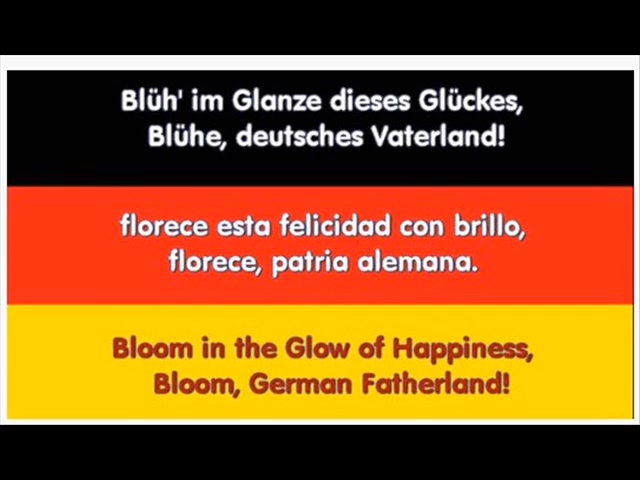 Blüh' im Glanze dieses Glückes,
Blühe, deutsches Vaterland!
florece esta felicidad con brillo,
florece, patria alemana.
Bloom in the Glow of Happiness,
Bloom, German Fatherland!